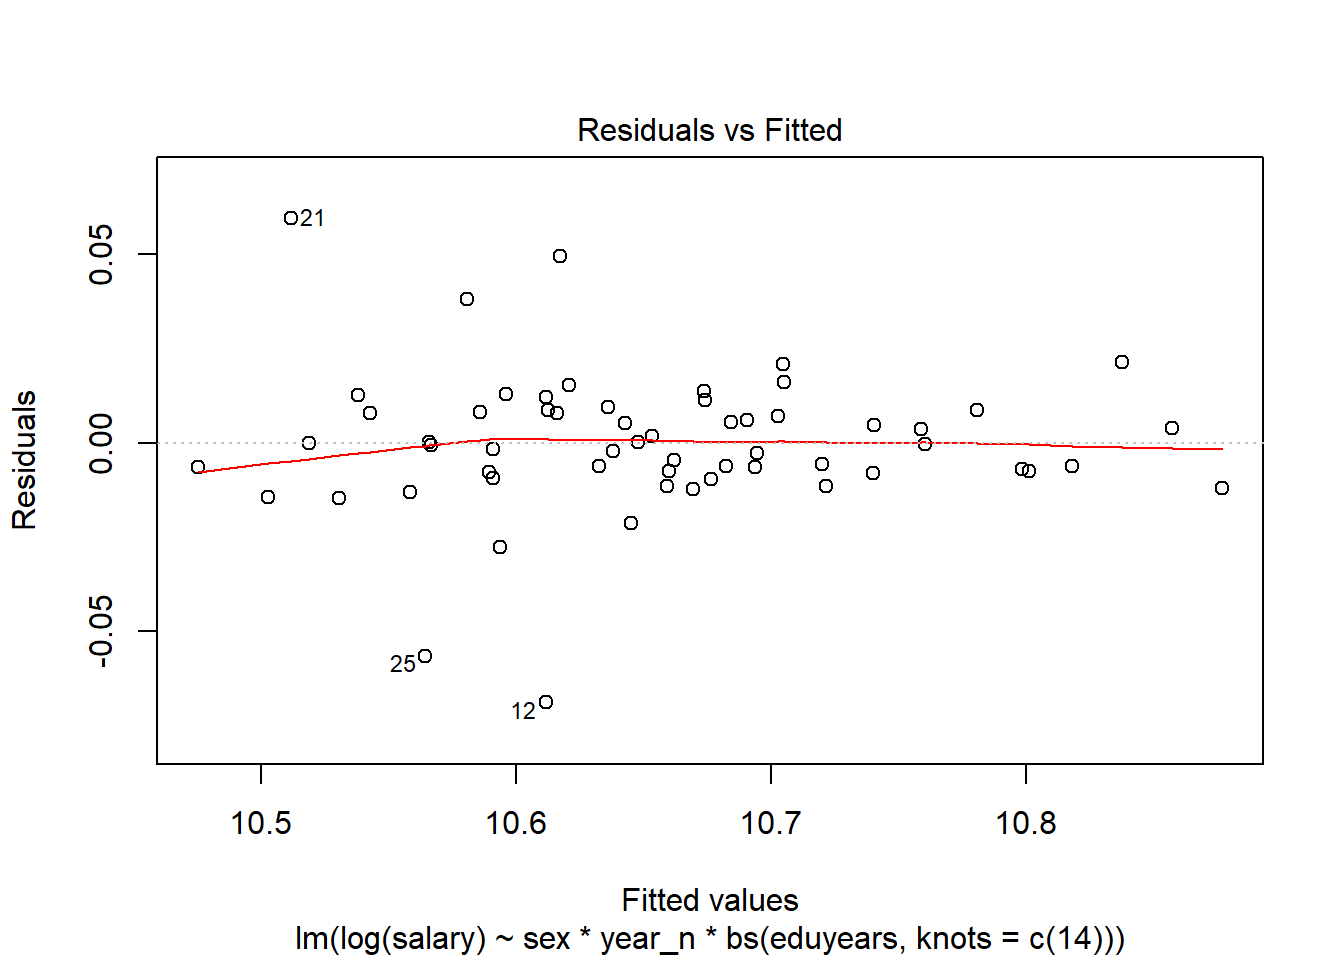 Residuals vs Fitted
Residuals
0.05
0.00
-0.05
21
25
12
10.5 10.6 10.7 10.8
Fitted values
lm(log(salary) ~ sex * year_n * bs(eduyears, knots = c(14)))